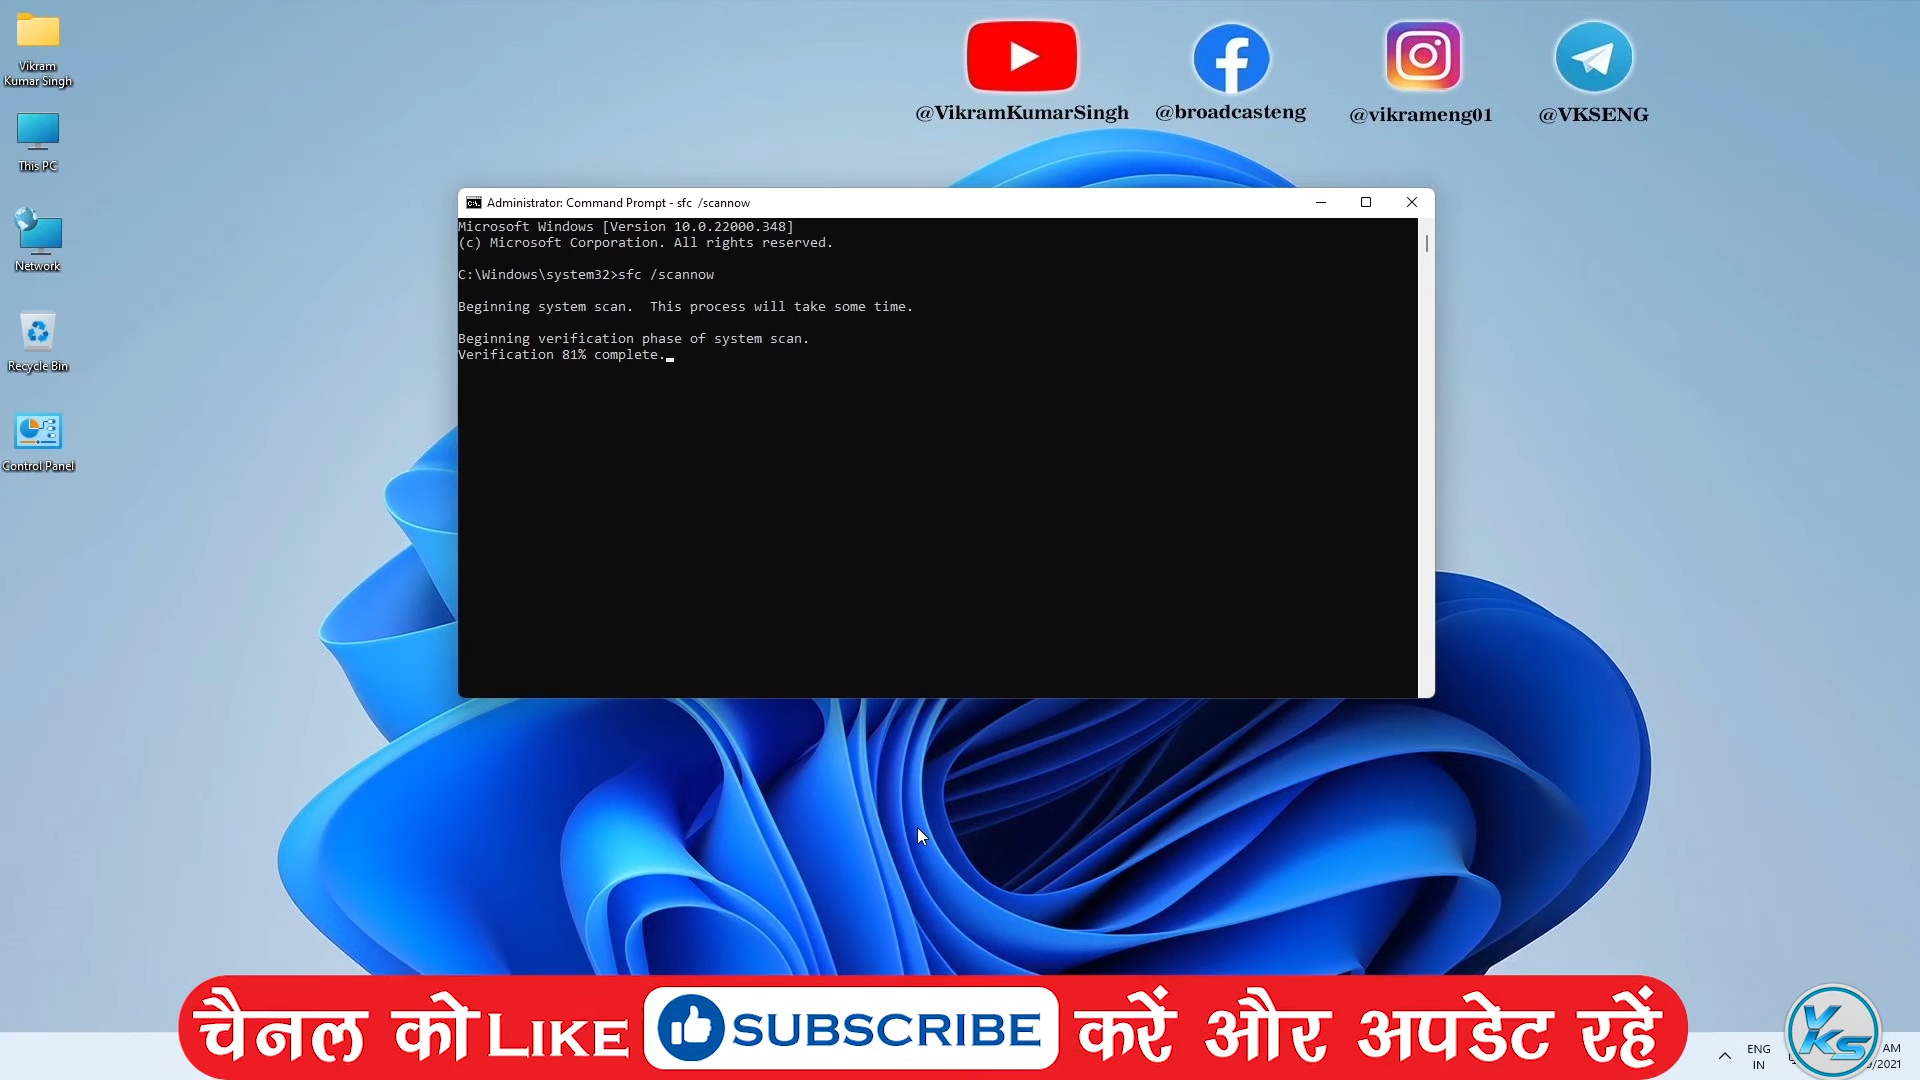 Vikram
Kumar Singh
This PC
Network
Recycle Bin
Control Panel
@VikramKumarSingh
@broadcasteng
@vikrameng01
@VKSENG
Administrator: Command Prompt - sfc  /scannow
Microsoft Windows [Version 10.0.22000.348]
(c) Microsoft Corporation. All rights reserved.
C:\Windows\system32>sfc /scannow
Beginning system scan.  This process will take some time.
Beginning verification phase of system scan.
Verification 81% complete.
चैनल को LIKE SUBSCRIBE करें और अपडेट रहें
ENG
IN
VKS
AM
/2021